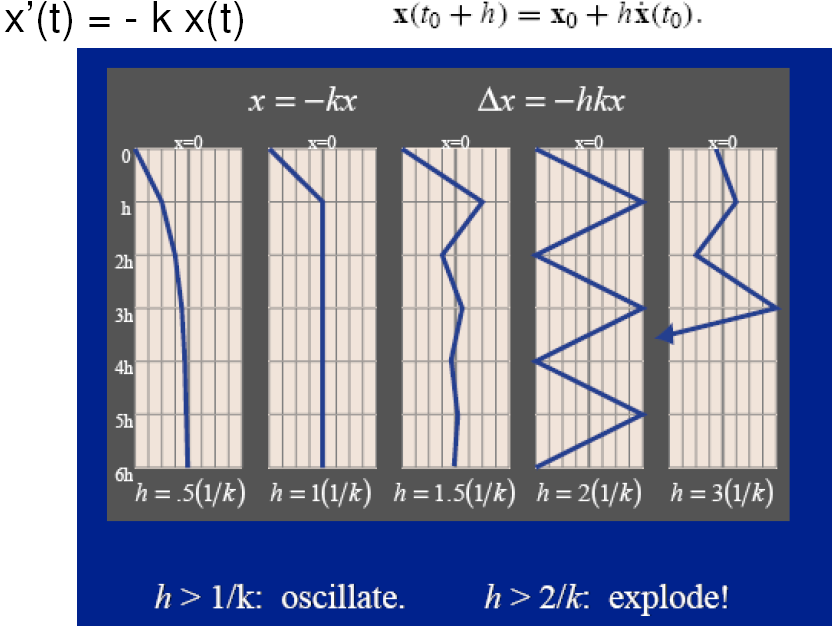 x’(t) = - k x(t)
𝐱(t₀ + h) = 𝐱₀ + h𝐱̇(t₀).
x = −kx
Δx = −hkx
x=0 x=0 x=0 x=0 x=0
0
h
2h
3h
4h
5h
6h
h = .5(1/k) h = 1(1/k) h = 1.5(1/k) h = 2(1/k) h = 3(1/k)
h > 1/k: oscillate.
h > 2/k: explode!